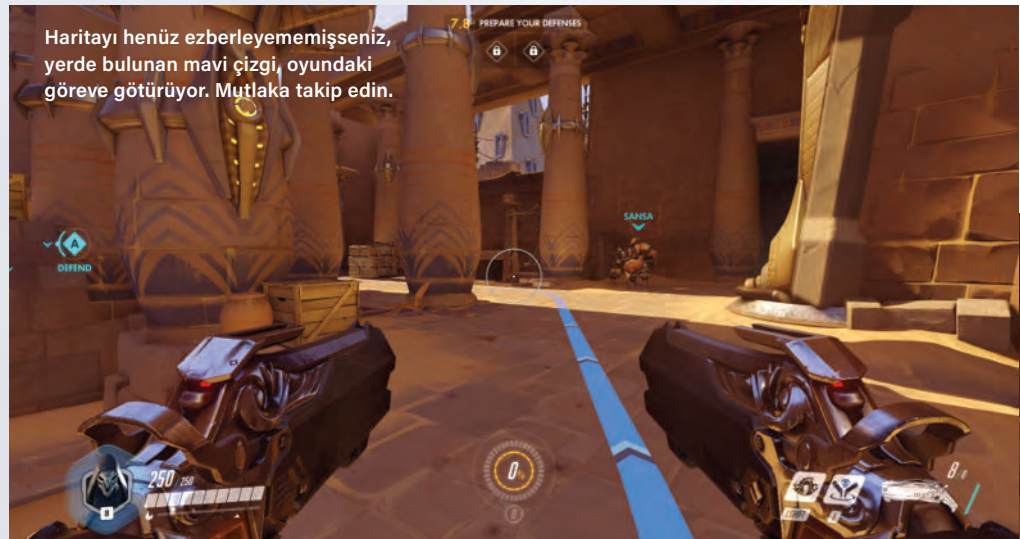 Haritayı henüz ezberleyememişseniz,
yerde bulunan mavi çizgi, oyundaki
göreve götürüyor. Mutlaka takip edin.
7.8 PREPARE YOUR DEFENSES
SANSA
A
DEFEND
250/250
0%
8/8